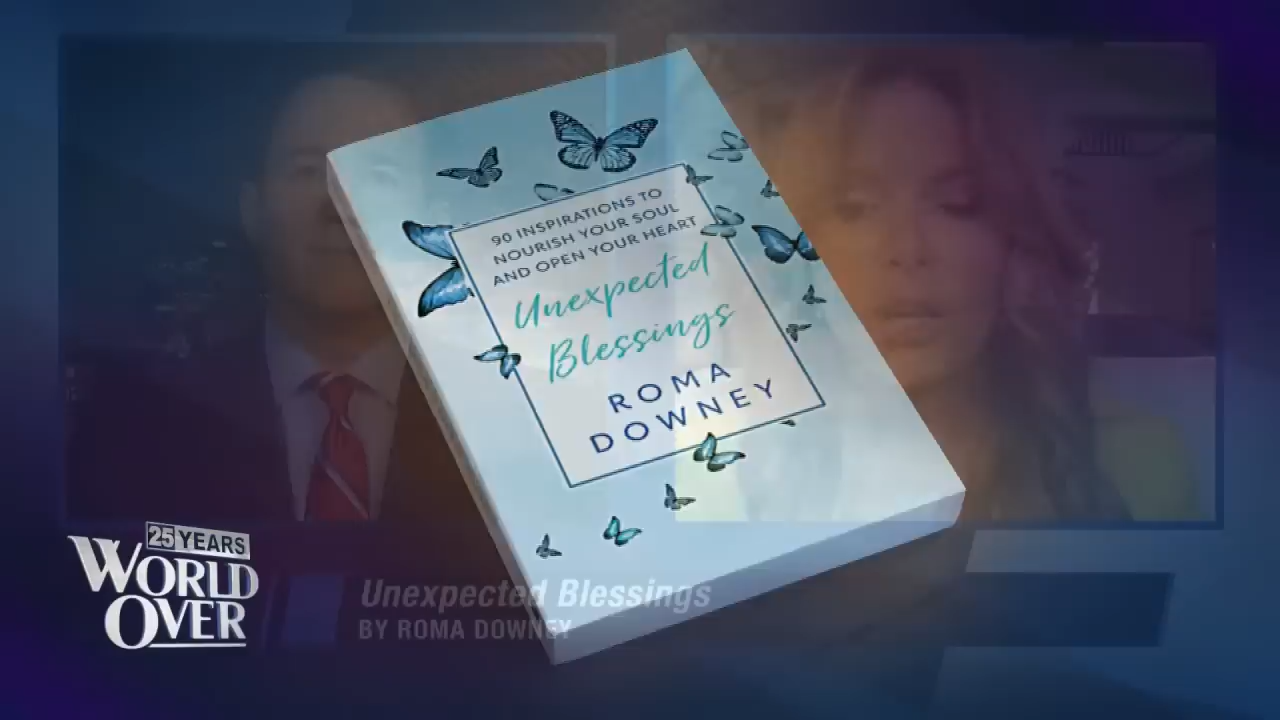 90 INSPIRATIONS TO
NOURISH YOUR SOUL
AND OPEN YOUR HEART
Unexpected
Blessings
ROMA
DOWNEY
25 YEARS
WORLD
OVER
Unexpected Blessings
BY ROMA DOWNEY